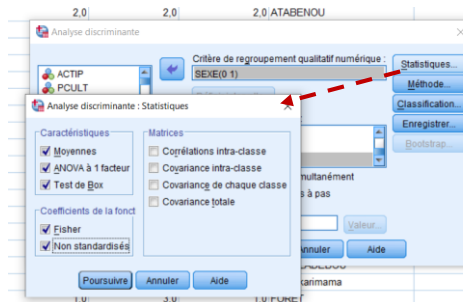 2,0 2,0 2,0 ATABENOU
Analyse discriminante
Critère de regroupement qualitatif numérique :
SEXE(0 1)
ACTIP
PCULT
Statistiques...
Méthode...
Classification...
Enregistrer...
Bootstrap...
Analyse discriminante : Statistiques
Caractéristiques
Moyennes
ANOVA à 1 facteur
Test de Box
Matrices
Corrélations intra-classe
Covariance intra-classe
Covariance de chaque classe
Covariance totale
Coefficients de la fonct
Fisher
Non standardisés
Poursuivre Annuler Aide
multanément
s à pas
Valeur...
nnuler Aide
karimama
1,0 3,0 1,0 FORET